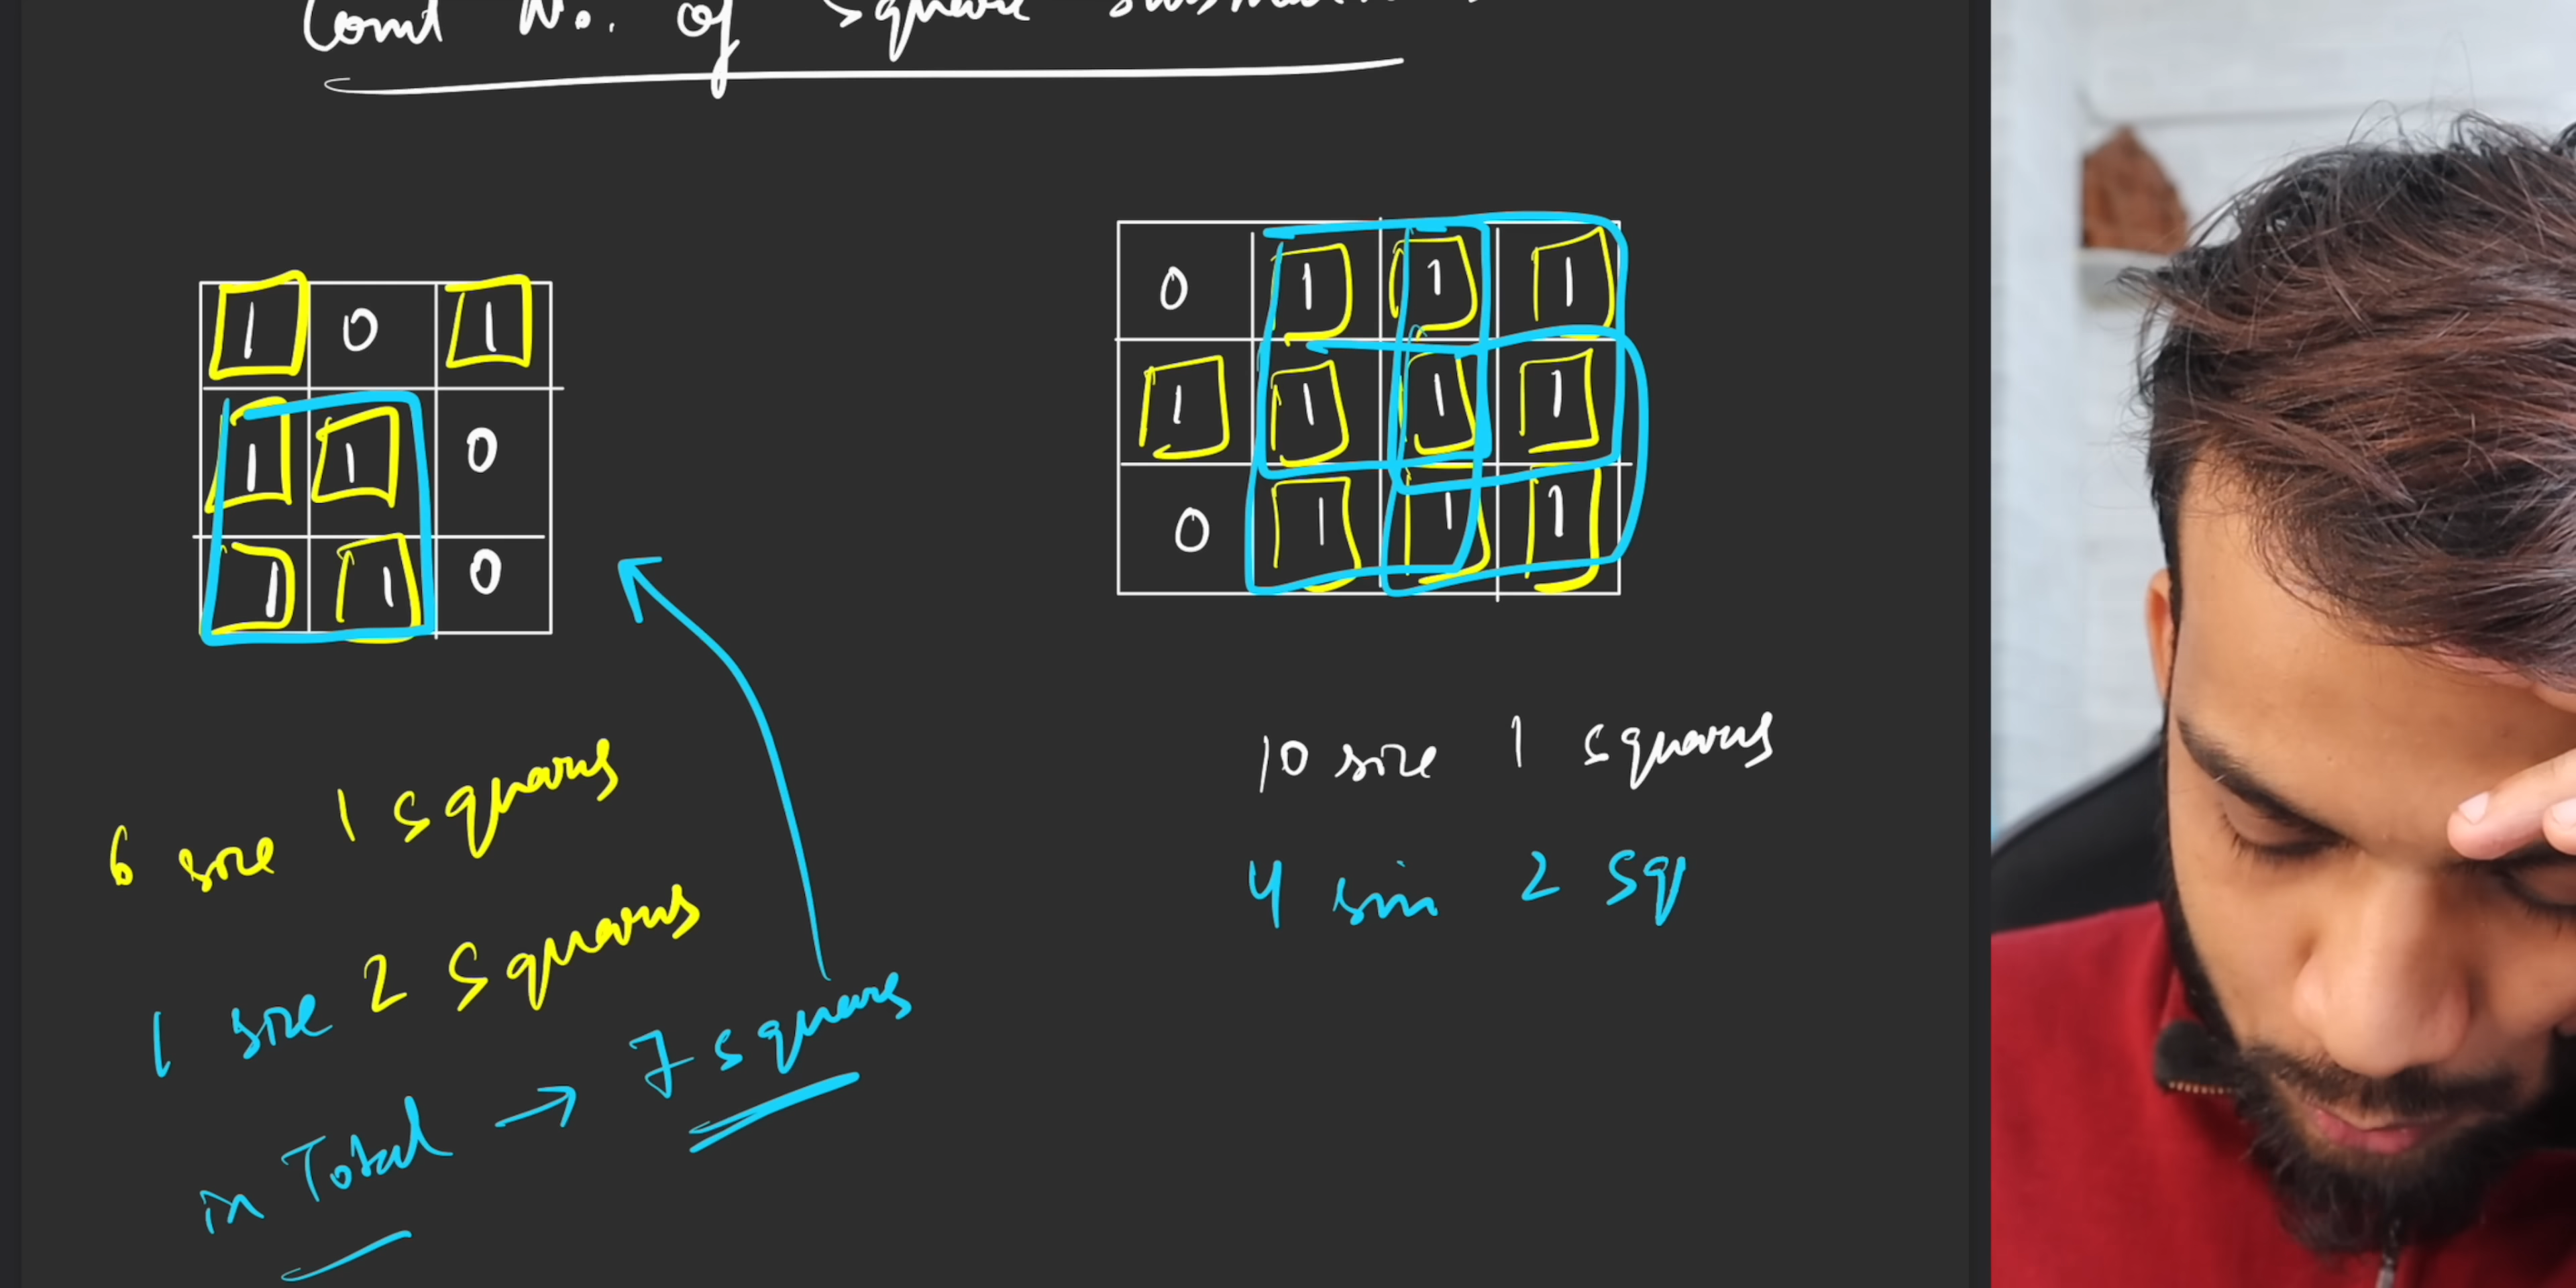 Count No. of square
1 0 1
1 1 0
1 1 0
0 1 1 1
1 1 1 1
0 1 1 1
6 size 1 squares
1 size 2 squares
in Total → 7 squares
10 size 1 squares
4 size 2 sq